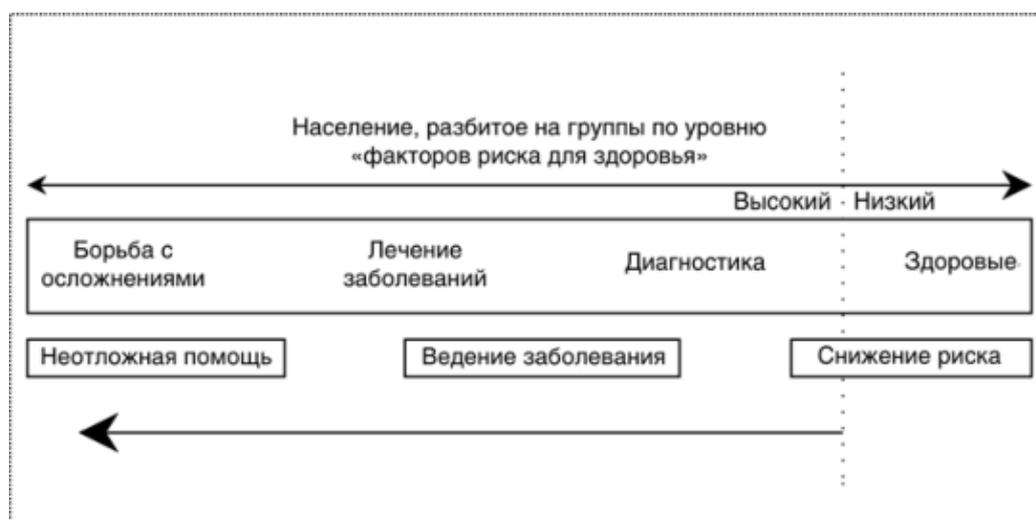 Население, разбитое на группы по уровню
«факторов риска для здоровья»
Высокий Низкий
Борьба с
осложнениями
Лечение
заболеваний
Диагностика
Здоровые
Неотложная помощь
Ведение заболевания
Снижение риска